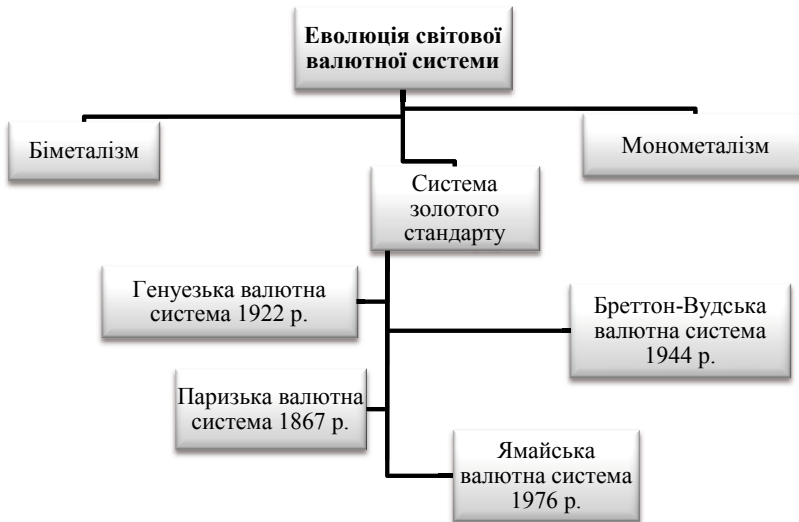 Еволюція світової
валютної системи
Біметалізм
Монометалізм
Система
золотого
стандарту
Генуезька валютна
система 1922 р.
Бреттон-Вудська
валютна система
1944 р.
Паризька валютна
система 1867 р.
Ямайська
валютна система
1976 р.